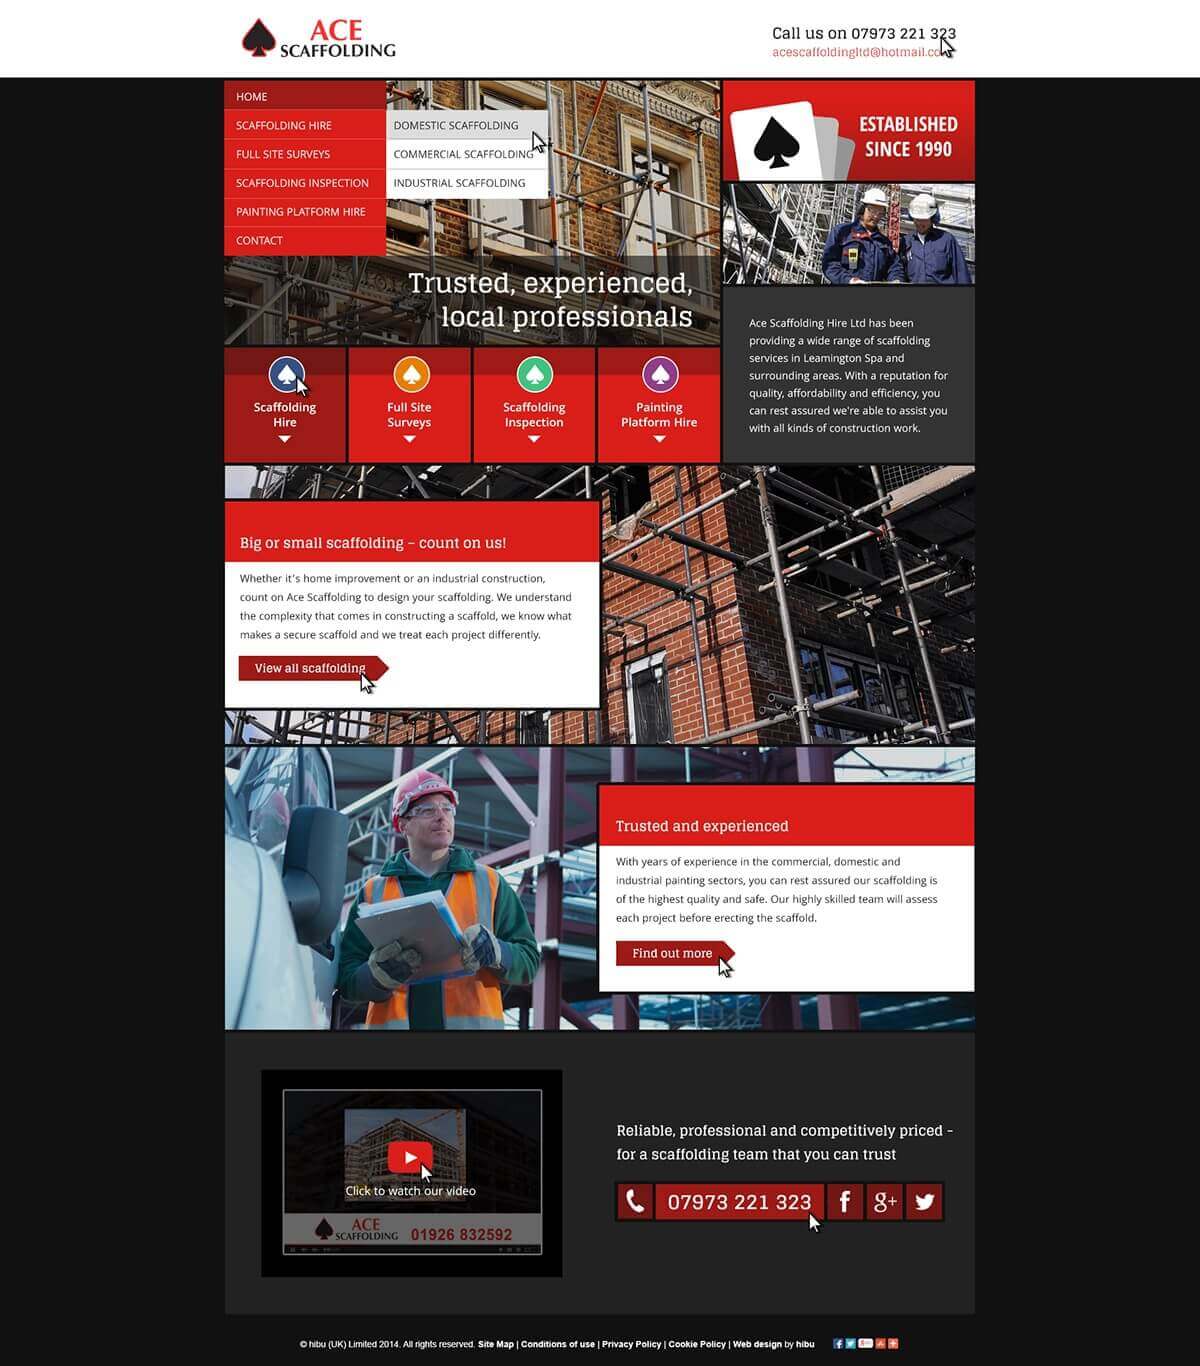 ACE
SCAFFOLDING
Call us on 07973 221 323
acescaffoldingltd@hotmail.co
HOME
SCAFFOLDING HIRE
FULL SITE SURVEYS
SCAFFOLDING INSPECTION
PAINTING PLATFORM HIRE
CONTACT
DOMESTIC SCAFFOLDING
COMMERCIAL SCAFFOLDING
INDUSTRIAL SCAFFOLDING
Trusted, experienced,
local professionals
ESTABLISHED
SINCE 1990
Ace Scaffolding Hire Ltd has been
providing a wide range of scaffolding
services in Leamington Spa and
surrounding areas. With a reputation for
quality, affordability and efficiency, you
can rest assured we're able to assist you
with all kinds of construction work.
Scaffolding
Hire
Full Site
Surveys
Scaffolding
Inspection
Painting
Platform Hire
Big or small scaffolding – count on us!
Whether it's home improvement or an industrial construction,
count on Ace Scaffolding to design your scaffolding. We understand
the complexity that comes in constructing a scaffold, we know what
makes a secure scaffold and we treat each project differently.
View all scaffolding
Trusted and experienced
With years of experience in the commercial, domestic and
industrial painting sectors, you can rest assured our scaffolding is
of the highest quality and safe. Our highly skilled team will assess
each project before erecting the scaffold.
Find out more
Click to watch our video
ACE
SCAFFOLDING
01926 832592
Reliable, professional and competitively priced -
for a scaffolding team that you can trust
07973 221 323
f
g+
© hibu (UK) Limited 2014. All rights reserved. Site Map | Conditions of use | Privacy Policy | Cookie Policy | Web design by hibu